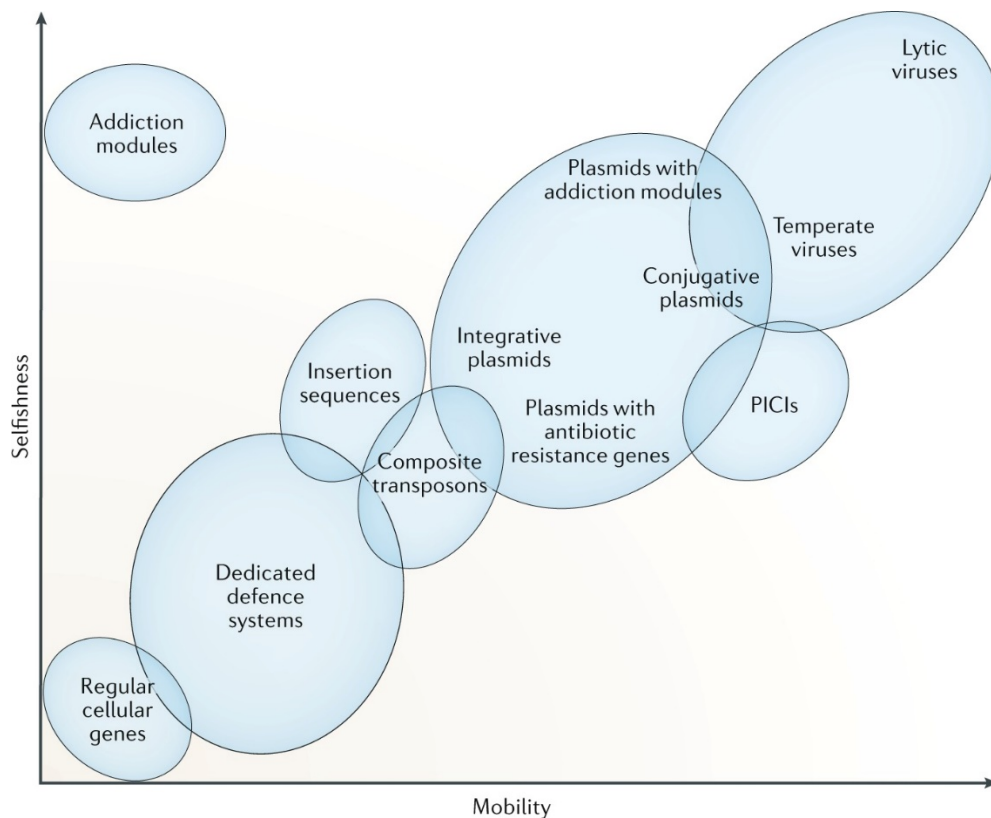 Selfishness
Lytic
viruses
Addiction
modules
Plasmids with
addiction modules
Temperate
viruses
Conjugative
plasmids
Integrative
plasmids
Insertion
sequences
PICIs
Plasmids with
antibiotic
resistance genes
Composite
transposons
Dedicated
defence
systems
Regular
cellular
genes
Mobility